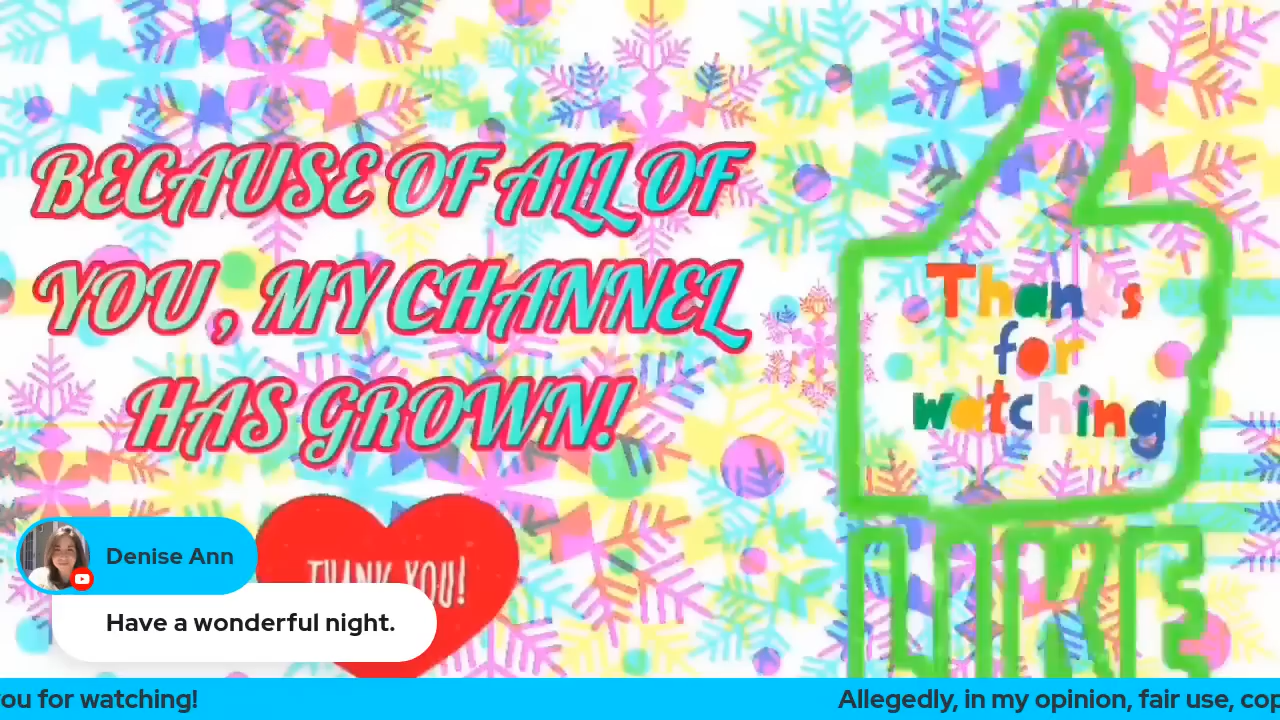 BECAUSE OF ALL OF
YOU , MY CHANNEL
HAS GROWN!
Thanks
for
watching
LIKE
THANK YOU!
Denise Ann
Have a wonderful night.
ou for watching!
Allegedly, in my opinion, fair use, cop